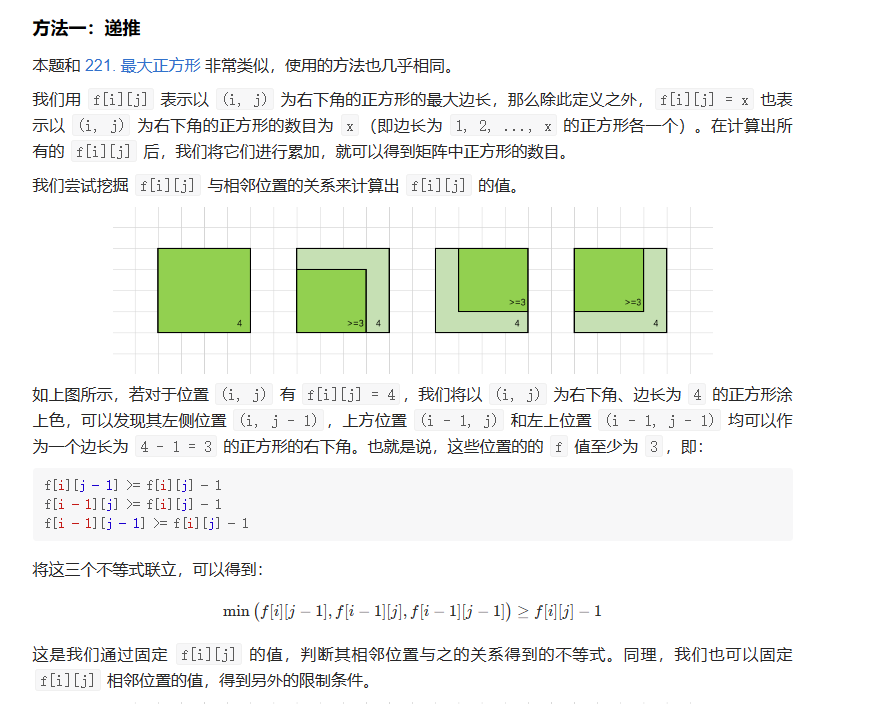 方法一：递推
本题和 221. 最大正方形 非常类似，使用的方法也几乎相同。
我们用 f[i][j] 表示以 (i, j) 为右下角的正方形的最大边长，那么除此定义之外， f[i][j] = x 也表
示以 (i, j) 为右下角的正方形的数目为 x （即边长为 1, 2, ..., x 的正方形各一个）。在计算出所
有的 f[i][j] 后，我们将它们进行累加，就可以得到矩阵中正方形的数目。
我们尝试挖掘 f[i][j] 与相邻位置的关系来计算出 f[i][j] 的值。
4 >=3 4 >=3 4 >=3 4
如上图所示，若对于位置 (i, j) 有 f[i][j] = 4 ，我们将以 (i, j) 为右下角、边长为 4 的正方形涂
上色，可以发现其左侧位置 (i, j - 1) ，上方位置 (i - 1, j) 和左上位置 (i - 1, j - 1) 均可以作
为一个边长为 4 - 1 = 3 的正方形的右下角。也就是说，这些位置的的 f 值至少为 3 ，即：
f[i][j - 1] >= f[i][j] - 1
f[i - 1][j] >= f[i][j] - 1
f[i - 1][j - 1] >= f[i][j] - 1
将这三个不等式联立，可以得到：
min (f[i][j − 1], f[i − 1][j], f[i − 1][j − 1]) ≥ f[i][j] − 1
这是我们通过固定 f[i][j] 的值，判断其相邻位置与之的关系得到的不等式。同理，我们也可以固定
f[i][j] 相邻位置的值，得到另外的限制条件。